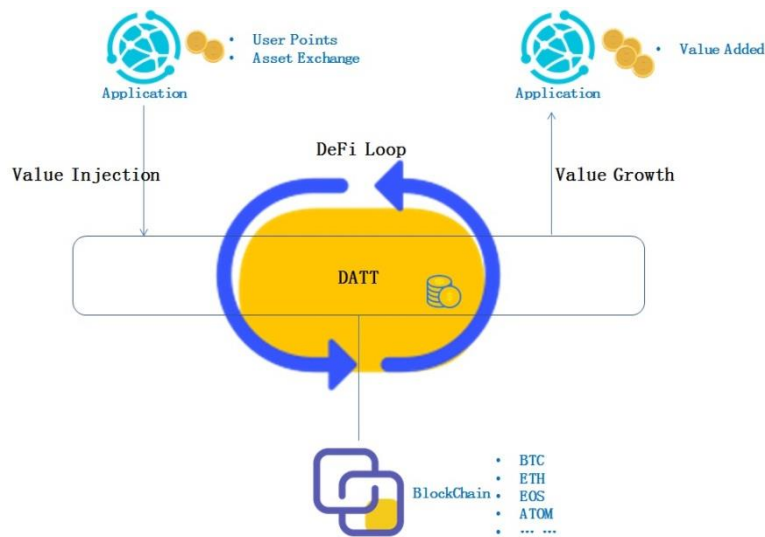 • User Points
• Asset Exchange
Application
• Value Added
Application
DeFi Loop
Value Injection
Value Growth
DATT
BlockChain
• BTC
• ETH
• EOS
• ATOM
• … …